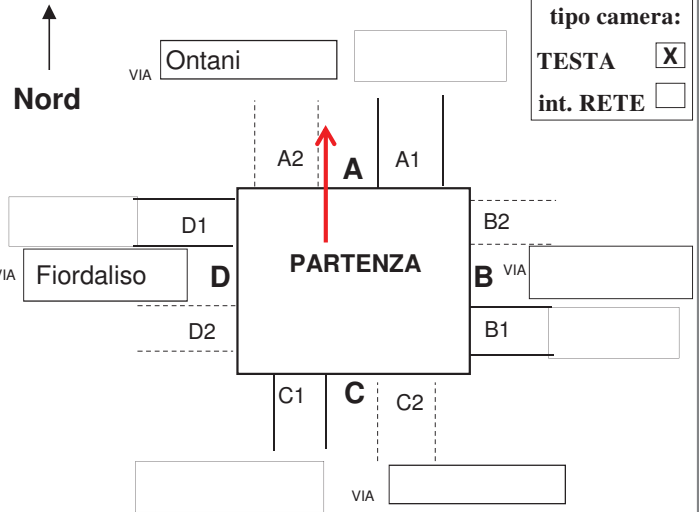 tipo camera:
VIA Ontani
TESTA X
Nord
int. RETE
A2 A A1
D1 B2
VIA Fiordaliso D PARTENZA B VIA
D2 B1
C1 C C2
VIA